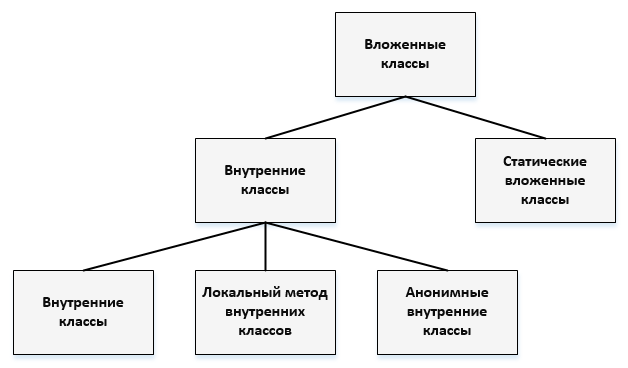 Вложенные
классы
Внутренние
классы
Статические
вложенные
классы
Внутренние
классы
Локальный метод
внутренних
классов
Анонимные
внутренние
классы